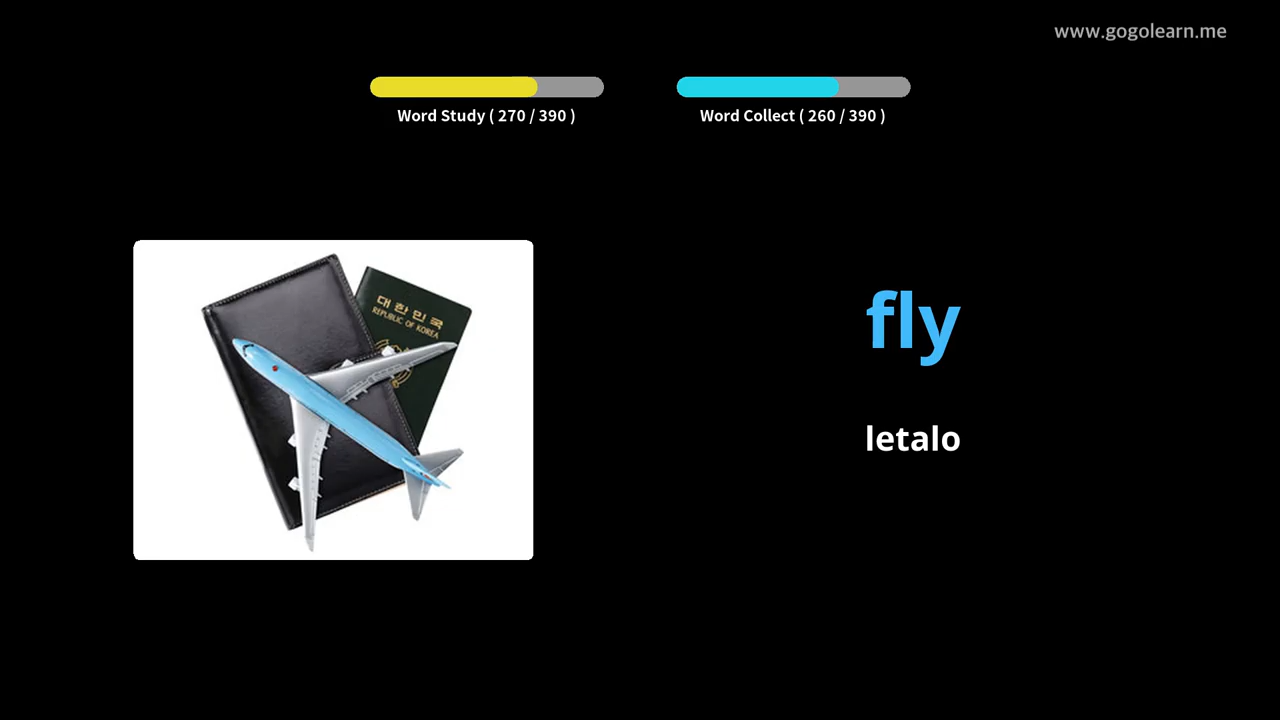 www.gogolearn.me
Word Study ( 270 / 390 )
Word Collect ( 260 / 390 )
대한민국
REPUBLIC OF KOREA
fly
letalo